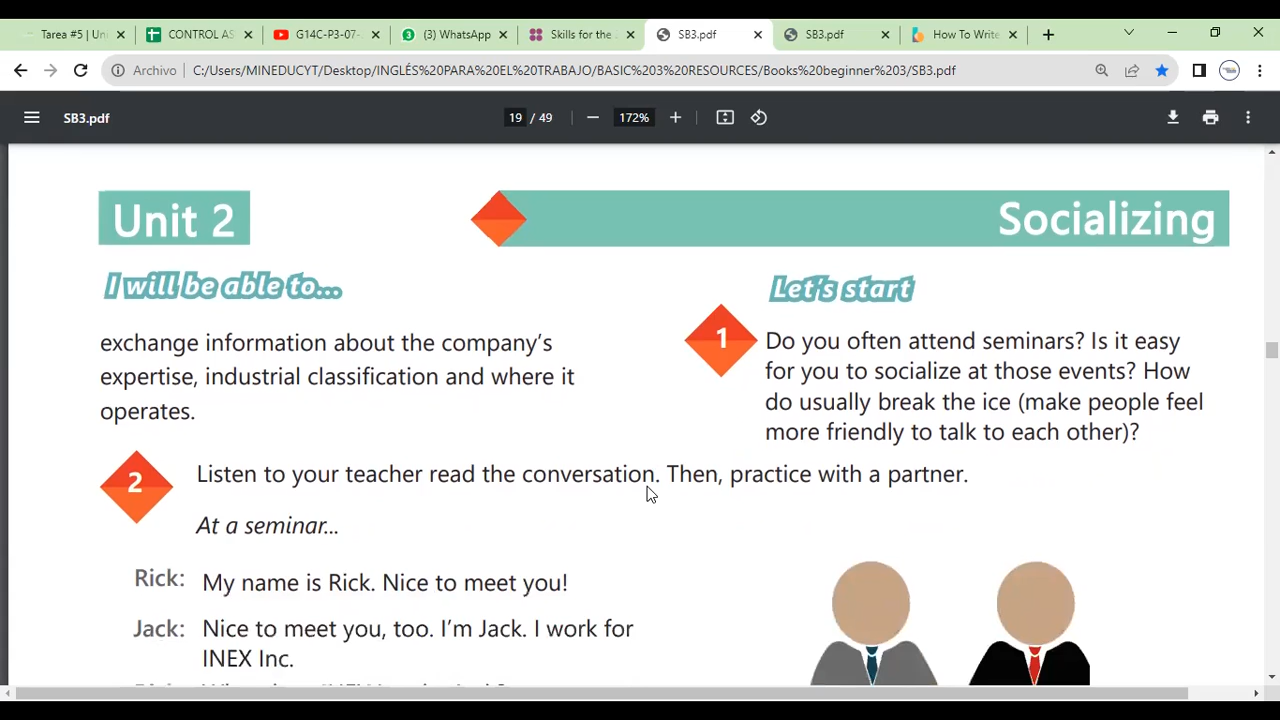 Tarea #5 | Un
CONTROL AS
G14C-P3-07-
(3) WhatsApp
Skills for the
SB3.pdf
SB3.pdf
How To Write
Archivo
C:/Users/MINEDUCYT/Desktop/INGLÉS%20PARA%20EL%20TRABAJO/BASIC%203%20RESOURCES/Books%20beginner%203/SB3.pdf
SB3.pdf
19 / 49
172%
Unit 2
Socializing
I will be able to...
exchange information about the company's
expertise, industrial classification and where it
operates.
Let's start
1
Do you often attend seminars? Is it easy
for you to socialize at those events? How
do usually break the ice (make people feel
more friendly to talk to each other)?
2
Listen to your teacher read the conversation. Then, practice with a partner.
At a seminar...
Rick: My name is Rick. Nice to meet you!
Jack: Nice to meet you, too. I'm Jack. I work for
INEX Inc.